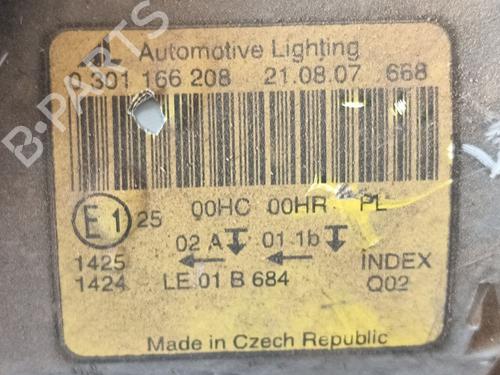 Automotive Lighting
0 301 166 208 21.08.07 668
B-PARTS
E1 25 00HC 00HR PL
02 A 01 1b
1425
1424 LE 01 B 684
INDEX
Q02
Made in Czech Republic